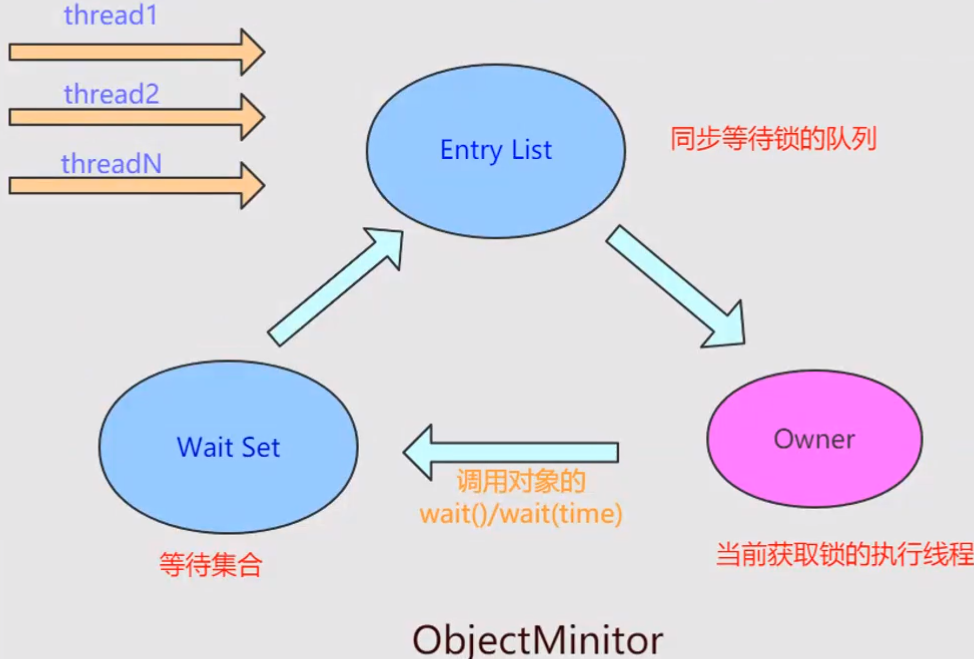 thread1
thread2
threadN
Entry List
同步等待锁的队列
Wait Set
Owner
调用对象的
wait()/wait(time)
等待集合
当前获取锁的执行线程
ObjectMinitor